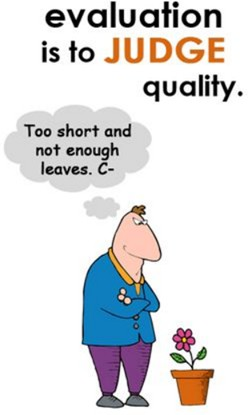 evaluation
is to JUDGE
quality.
Too short and
not enough
leaves. C-